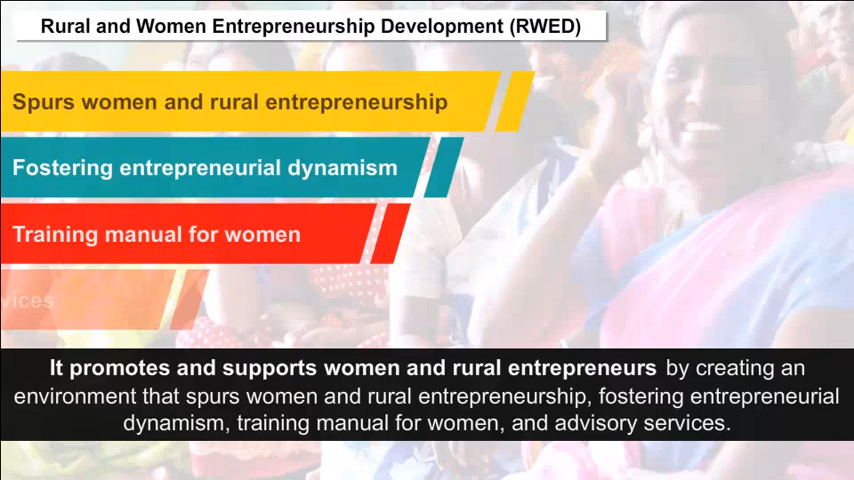 Rural and Women Entrepreneurship Development (RWED)
Spurs women and rural entrepreneurship
Fostering entrepreneurial dynamism
Training manual for women
vices
It promotes and supports women and rural entrepreneurs by creating an
environment that spurs women and rural entrepreneurship, fostering entrepreneurial
dynamism, training manual for women, and advisory services.